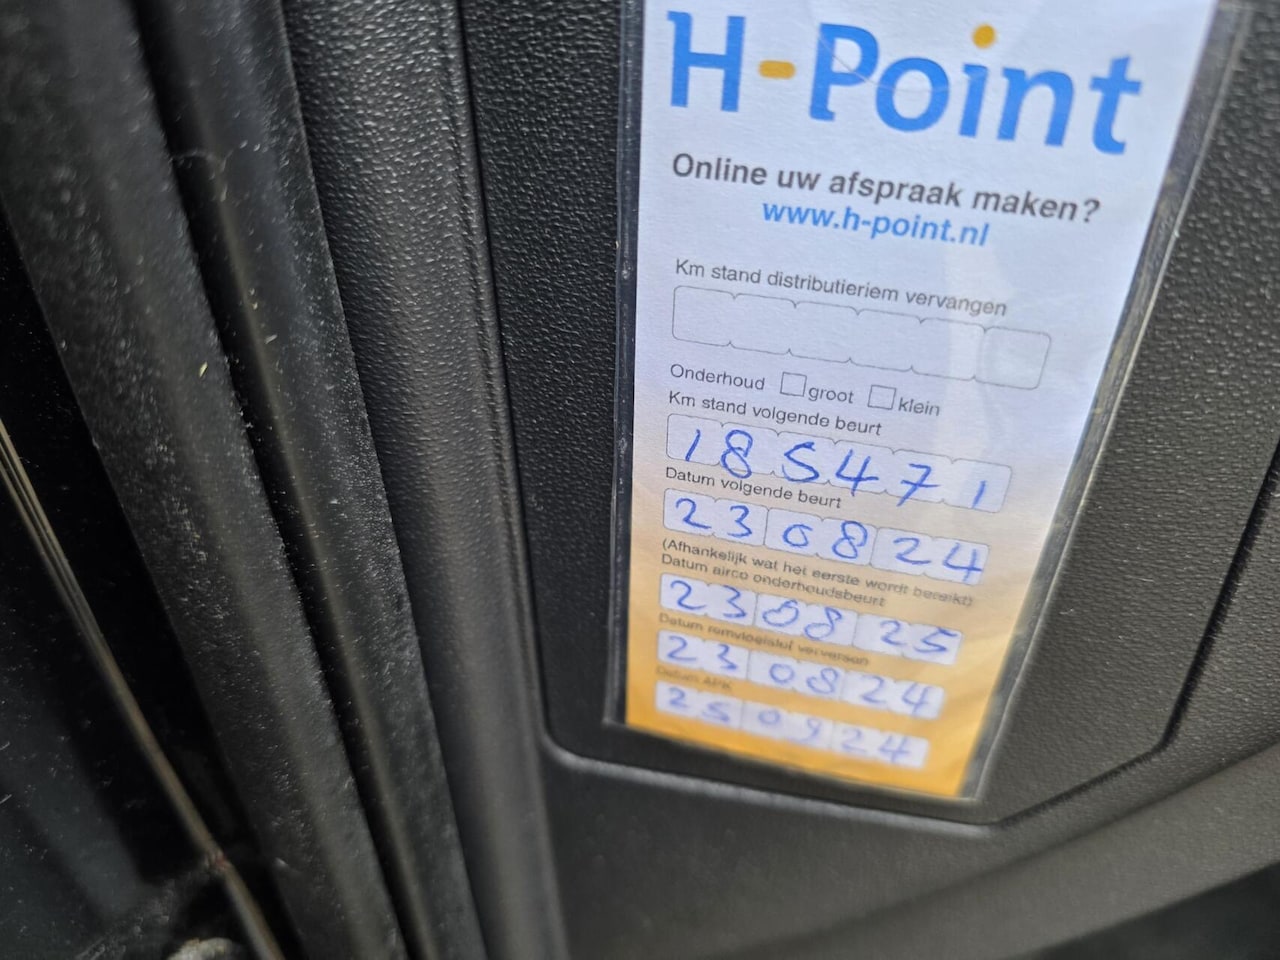 H-Point
Online uw afspraak maken?
www.h-point.nl
Km stand distributieriem vervangen
Onderhoud groot klein
Km stand volgende beurt
185471
Datum volgende beurt
230824
(Afhankelijk wat het eerste wordt bereikt)
Datum airco onderhoudsbeurt
230825
Datum remvloeistof verversen
230824
Datum APK
250924